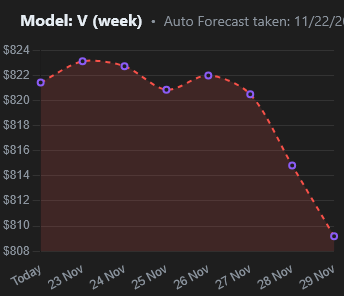 Model: V (week) • Auto Forecast taken: 11/22/20
$824
$822
$820
$818
$816
$814
$812
$810
$808
Today
23 Nov
24 Nov
25 Nov
26 Nov
27 Nov
28 Nov
29 Nov